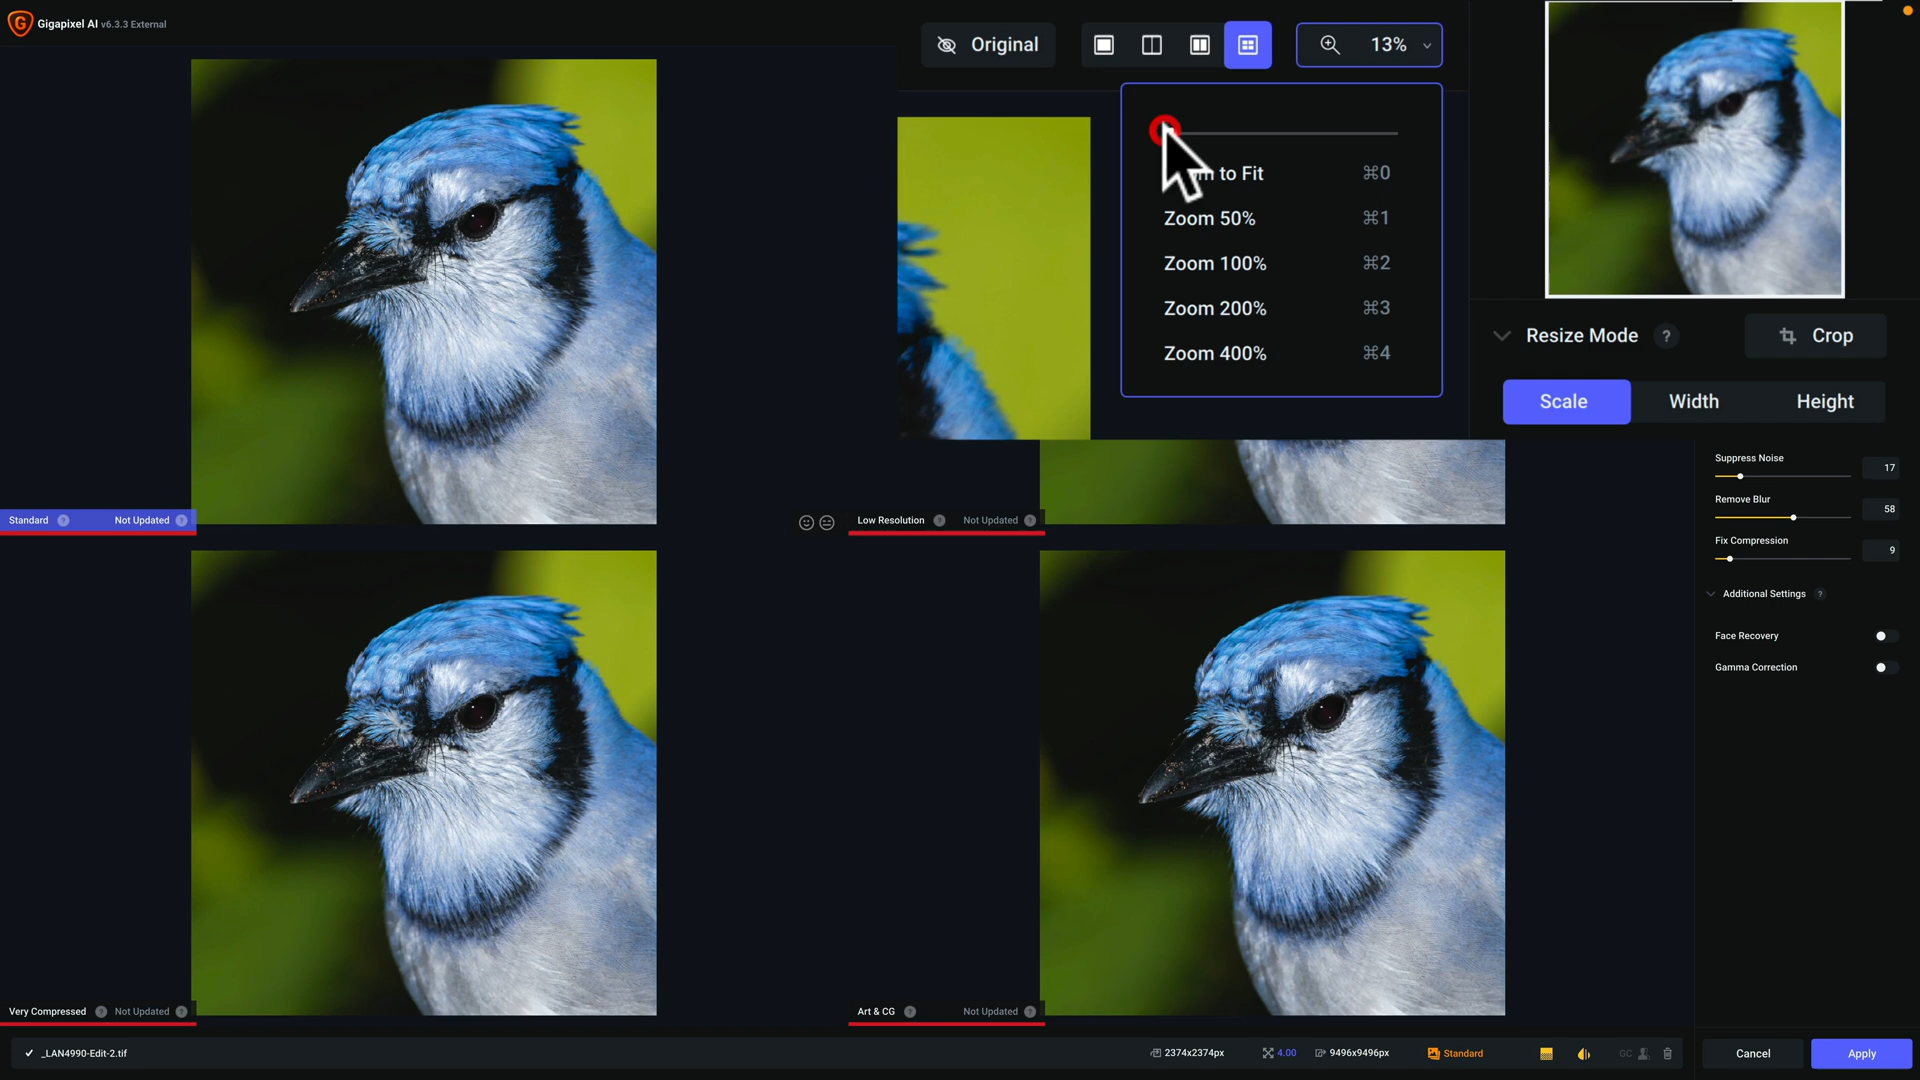 Gigapixel AI v6.3.3 External
Original
13%
to Fit ⌘0
Zoom 50% ⌘1
Zoom 100% ⌘2
Zoom 200% ⌘3
Zoom 400% ⌘4
Resize Mode ?
Crop
Scale Width Height
Suppress Noise 17
Remove Blur 58
Fix Compression 9
Additional Settings ?
Face Recovery
Gamma Correction
Standard ? Not Updated ?
Low Resolution ? Not Updated ?
Very Compressed ? Not Updated ?
Art & CG ? Not Updated ?
_LAN4990-Edit-2.tif
2374x2374px
4.00
9496x9496px
Standard
GC
Cancel
Apply